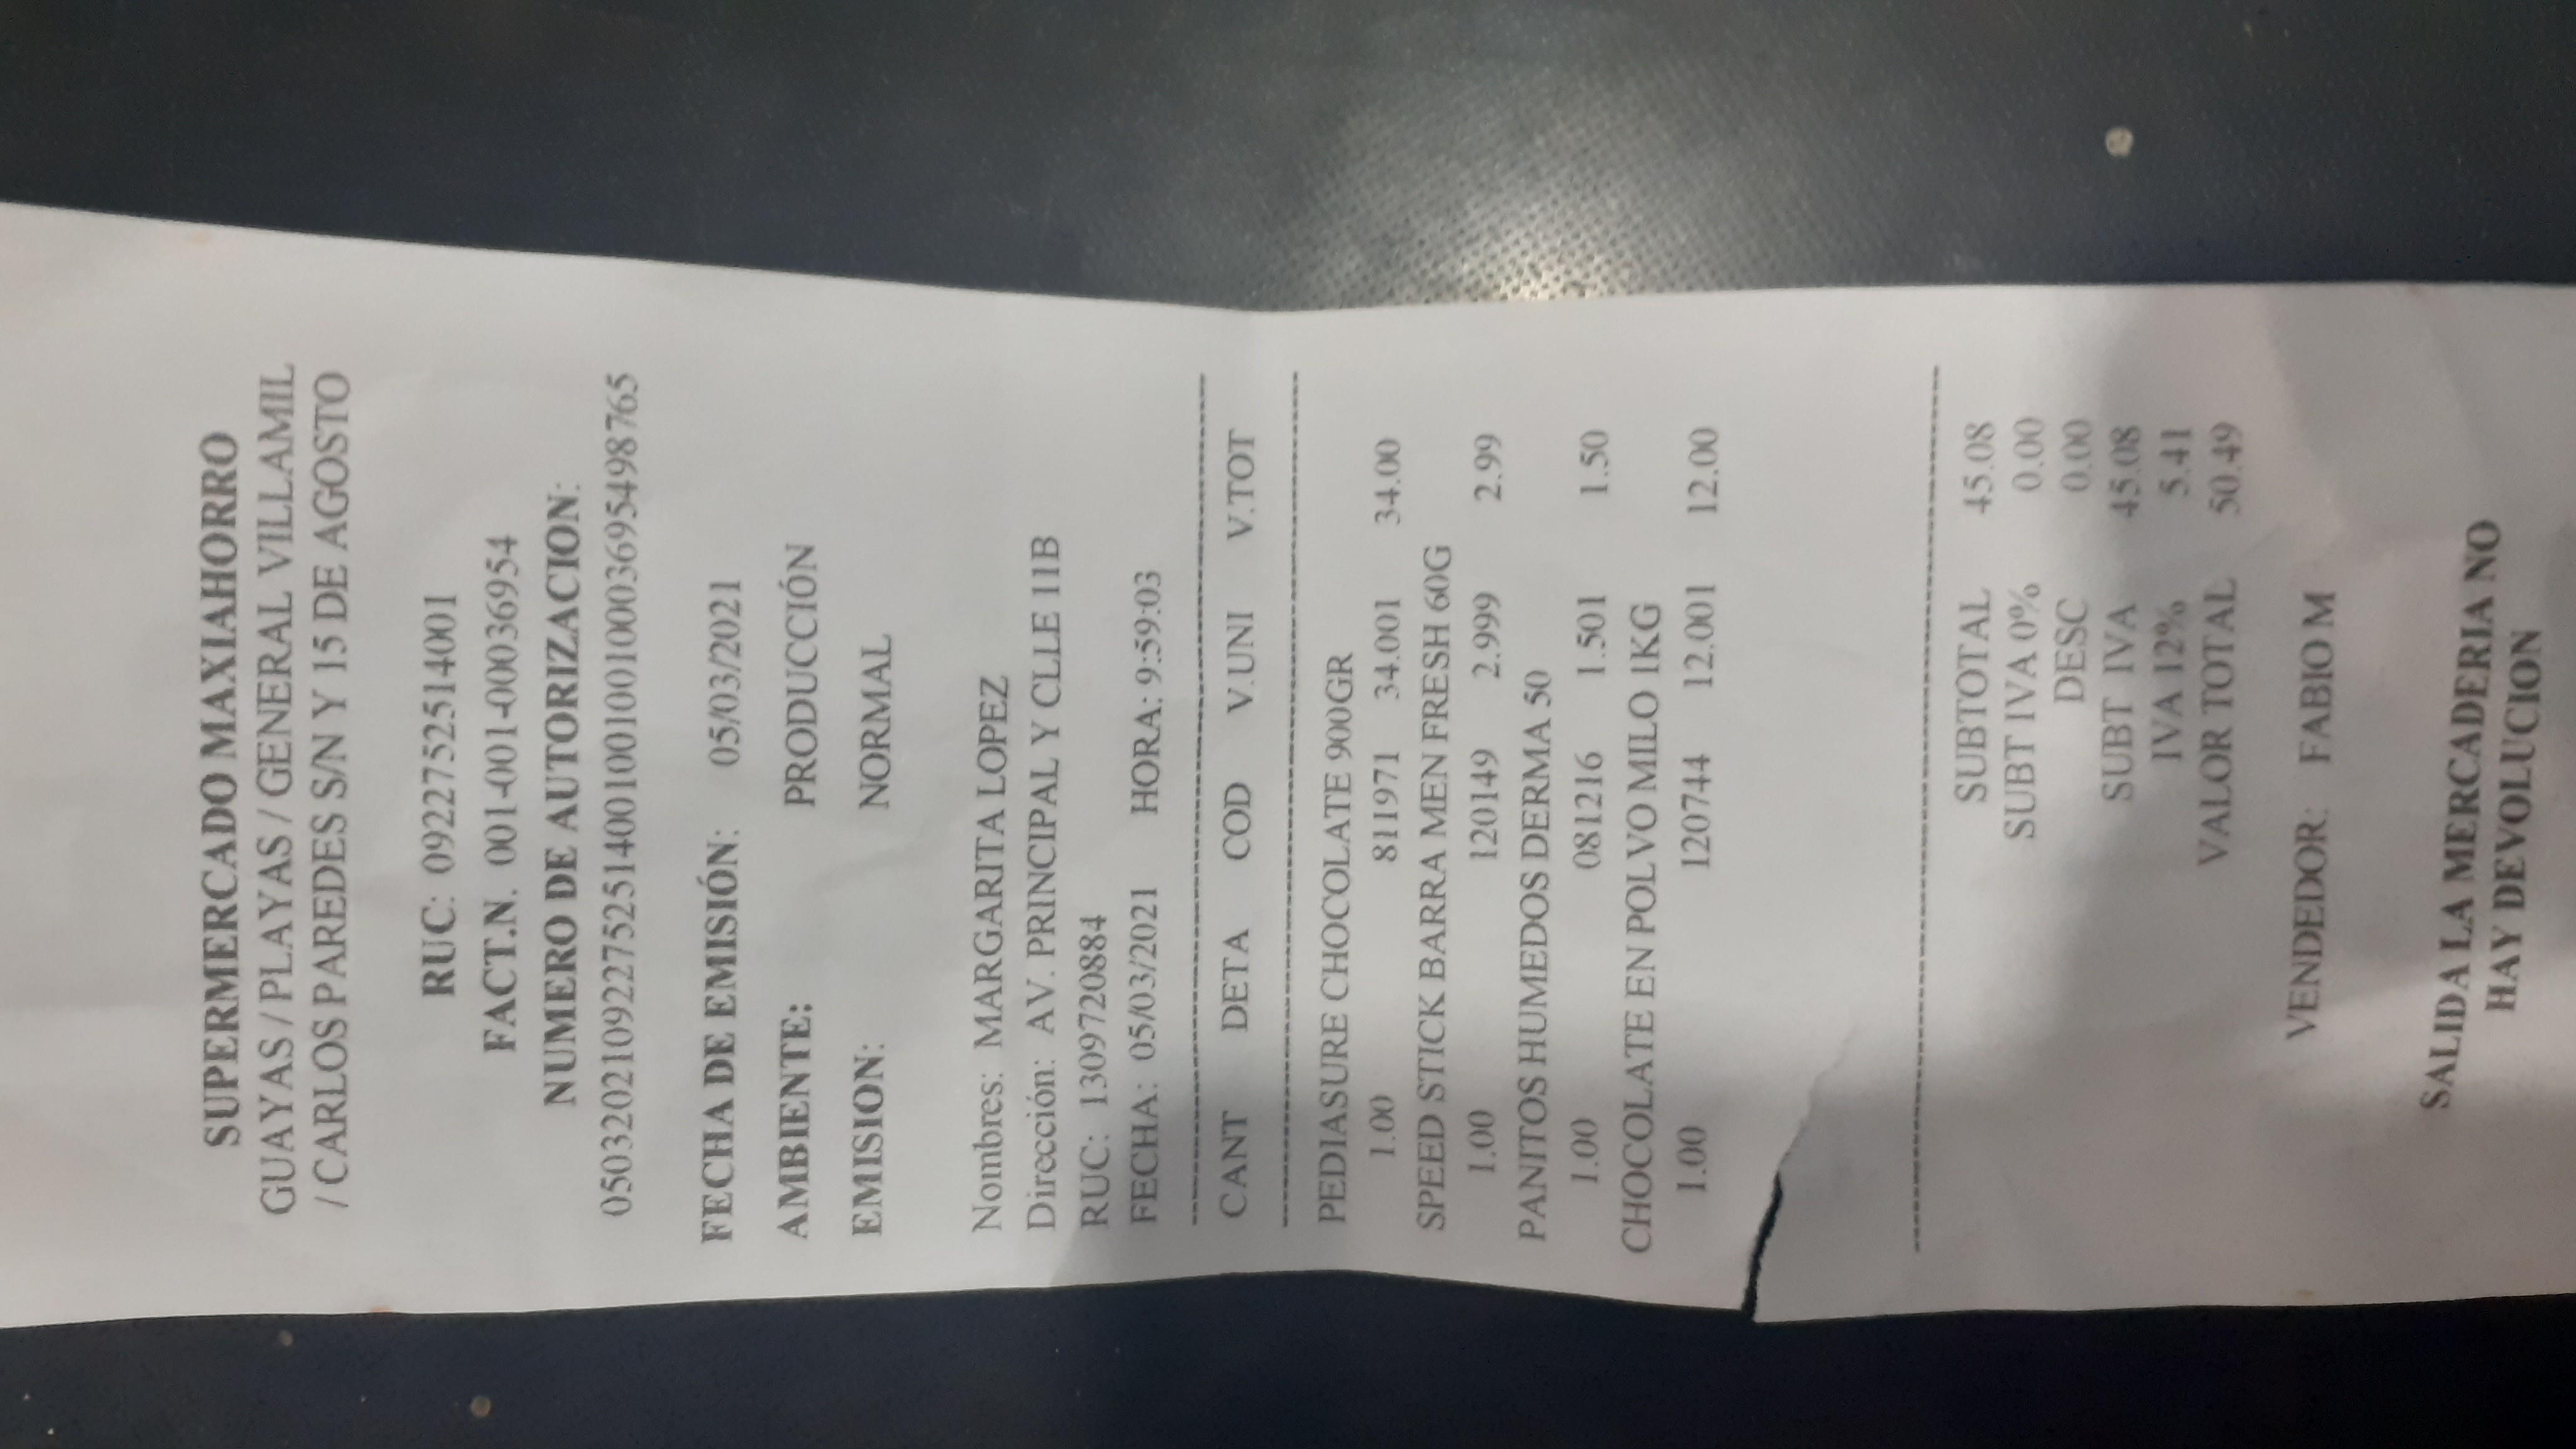 SUPERMERCADO MAXIAHORRO
GUAYAS / PLAYAS / GENERAL VILLAMIL
/ CARLOS PAREDES S/N Y 15 DE AGOSTO
RUC: 0922752514001
FACT.N. 001-001-00036954
NUMERO DE AUTORIZACION:
0503202109227525140010010010003695498765
FECHA DE EMISIÓN: 05/03/2021
AMBIENTE: PRODUCCIÓN
EMISION: NORMAL
Nombres: MARGARITA LOPEZ
Dirección: AV. PRINCIPAL Y CLLE 11B
RUC: 1309720884
FECHA: 05/03/2021 HORA: 9:59:03
CANT DETA COD V.UNI V.TOT
PEDIASURE CHOCOLATE 900GR
1.00 811971 34.001 34.00
SPEED STICK BARRA MEN FRESH 60G
1.00 120149 2.999 2.99
PANITOS HUMEDOS DERMA 50
1.00 081216 1.501 1.50
CHOCOLATE EN POLVO MILO 1KG
1.00 120744 12.001 12.00
SUBTOTAL 45.08
SUBT IVA 0% 0.00
DESC 0.00
SUBT IVA 45.08
IVA 12% 5.41
VALOR TOTAL 50.49
VENDEDOR: FABIO M
SALIDA LA MERCADERIA NO
HAY DEVOLUCION